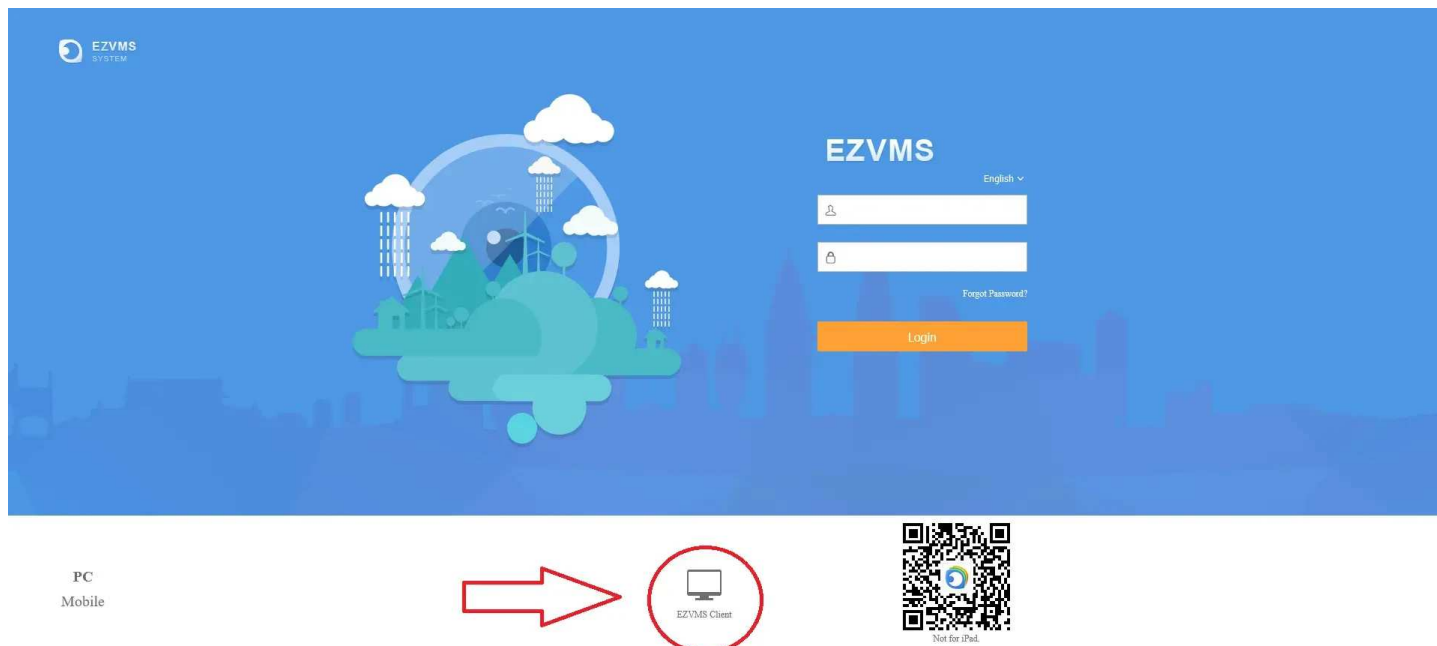 EZVMS
SYSTEM
EZVMS
English
Forgot Password?
Login
PC
Mobile
EZVMS Client
Not for iPad.